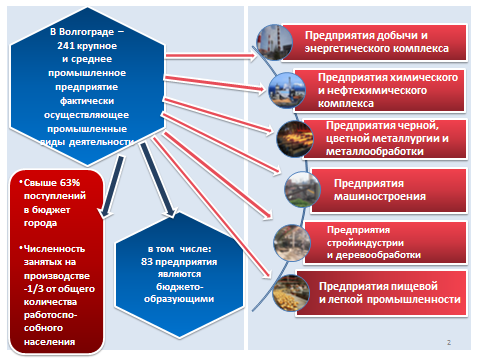 В Волгограде –
241 крупное
и среднее
промышленное
предприятие
фактически
осуществляющее
промышленные
виды деятельности
•Свыше 63%
поступлений
в бюджет
города
•Численность
занятых на
производстве
-1/3 от общего
количества
работоспо-
собного
населения
в том числе:
83 предприятия
являются
бюджето-
образующими
Предприятия добычи и
энергетического комплекса
Предприятия химического
и нефтехимического
комплекса
Предприятия черной,
цветной металлургии и
металлообработки
Предприятия
машиностроения
Предприятия
стройиндустрии
и деревообработки
Предприятия пищевой
и легкой промышленности
2